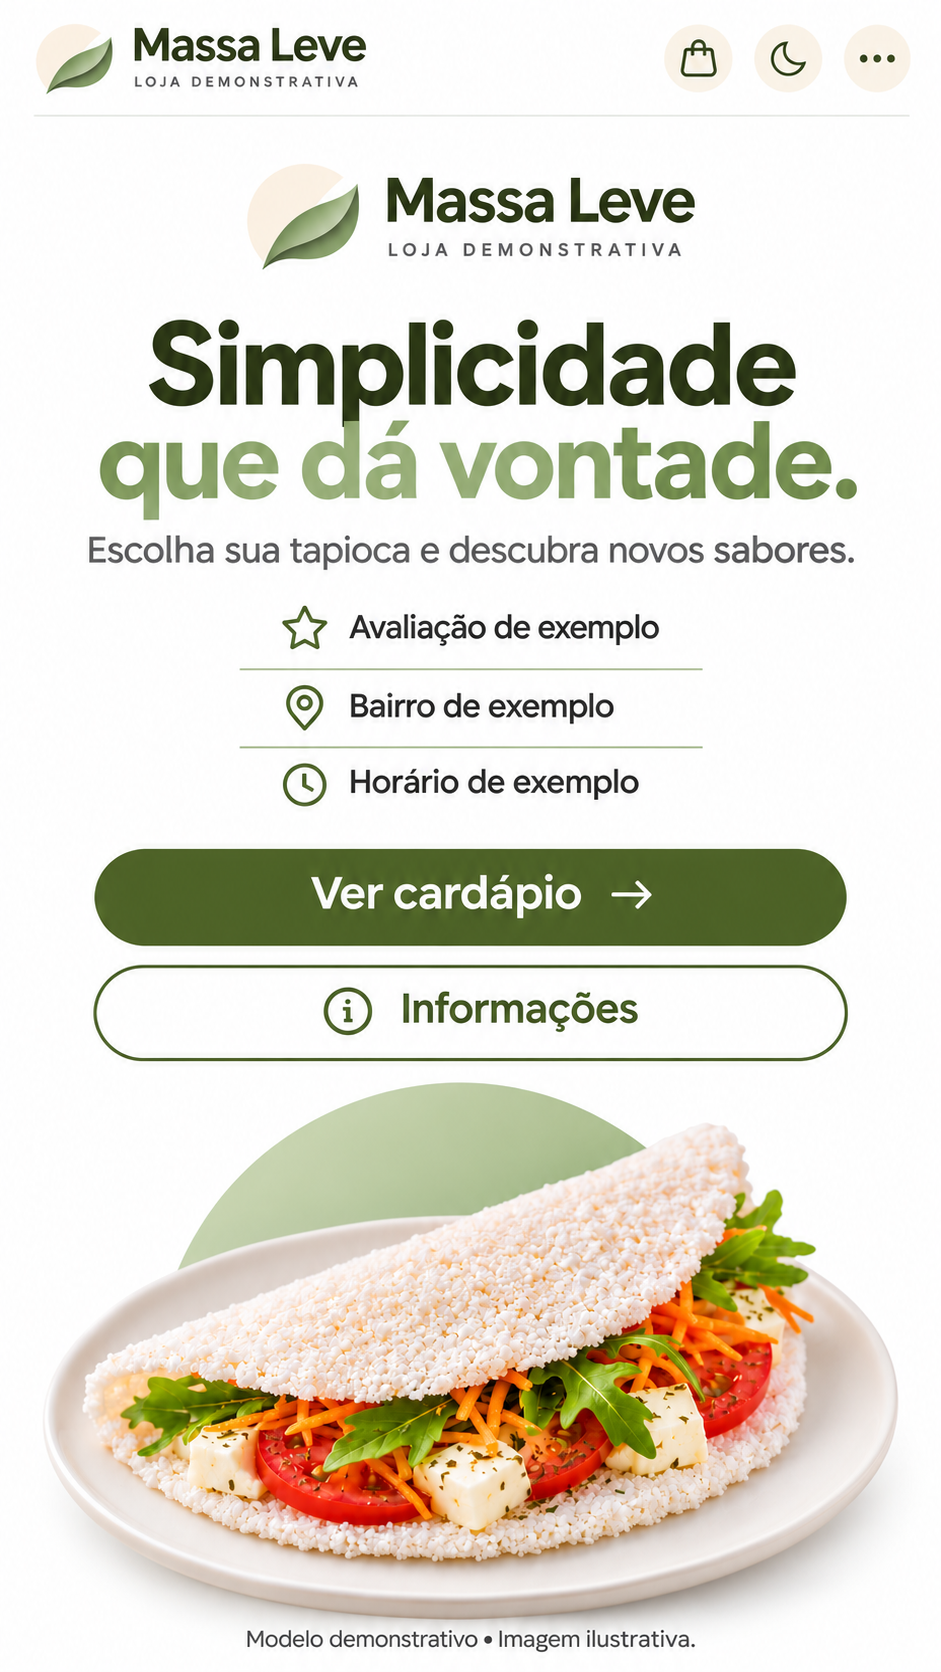 Massa Leve
LOJA DEMONSTRATIVA
Massa Leve
LOJA DEMONSTRATIVA
Simplicidade
que dá vontade.
Escolha sua tapioca e descubra novos sabores.
Avaliação de exemplo
Bairro de exemplo
Horário de exemplo
Ver cardápio →
Informações
Modelo demonstrativo • Imagem ilustrativa.